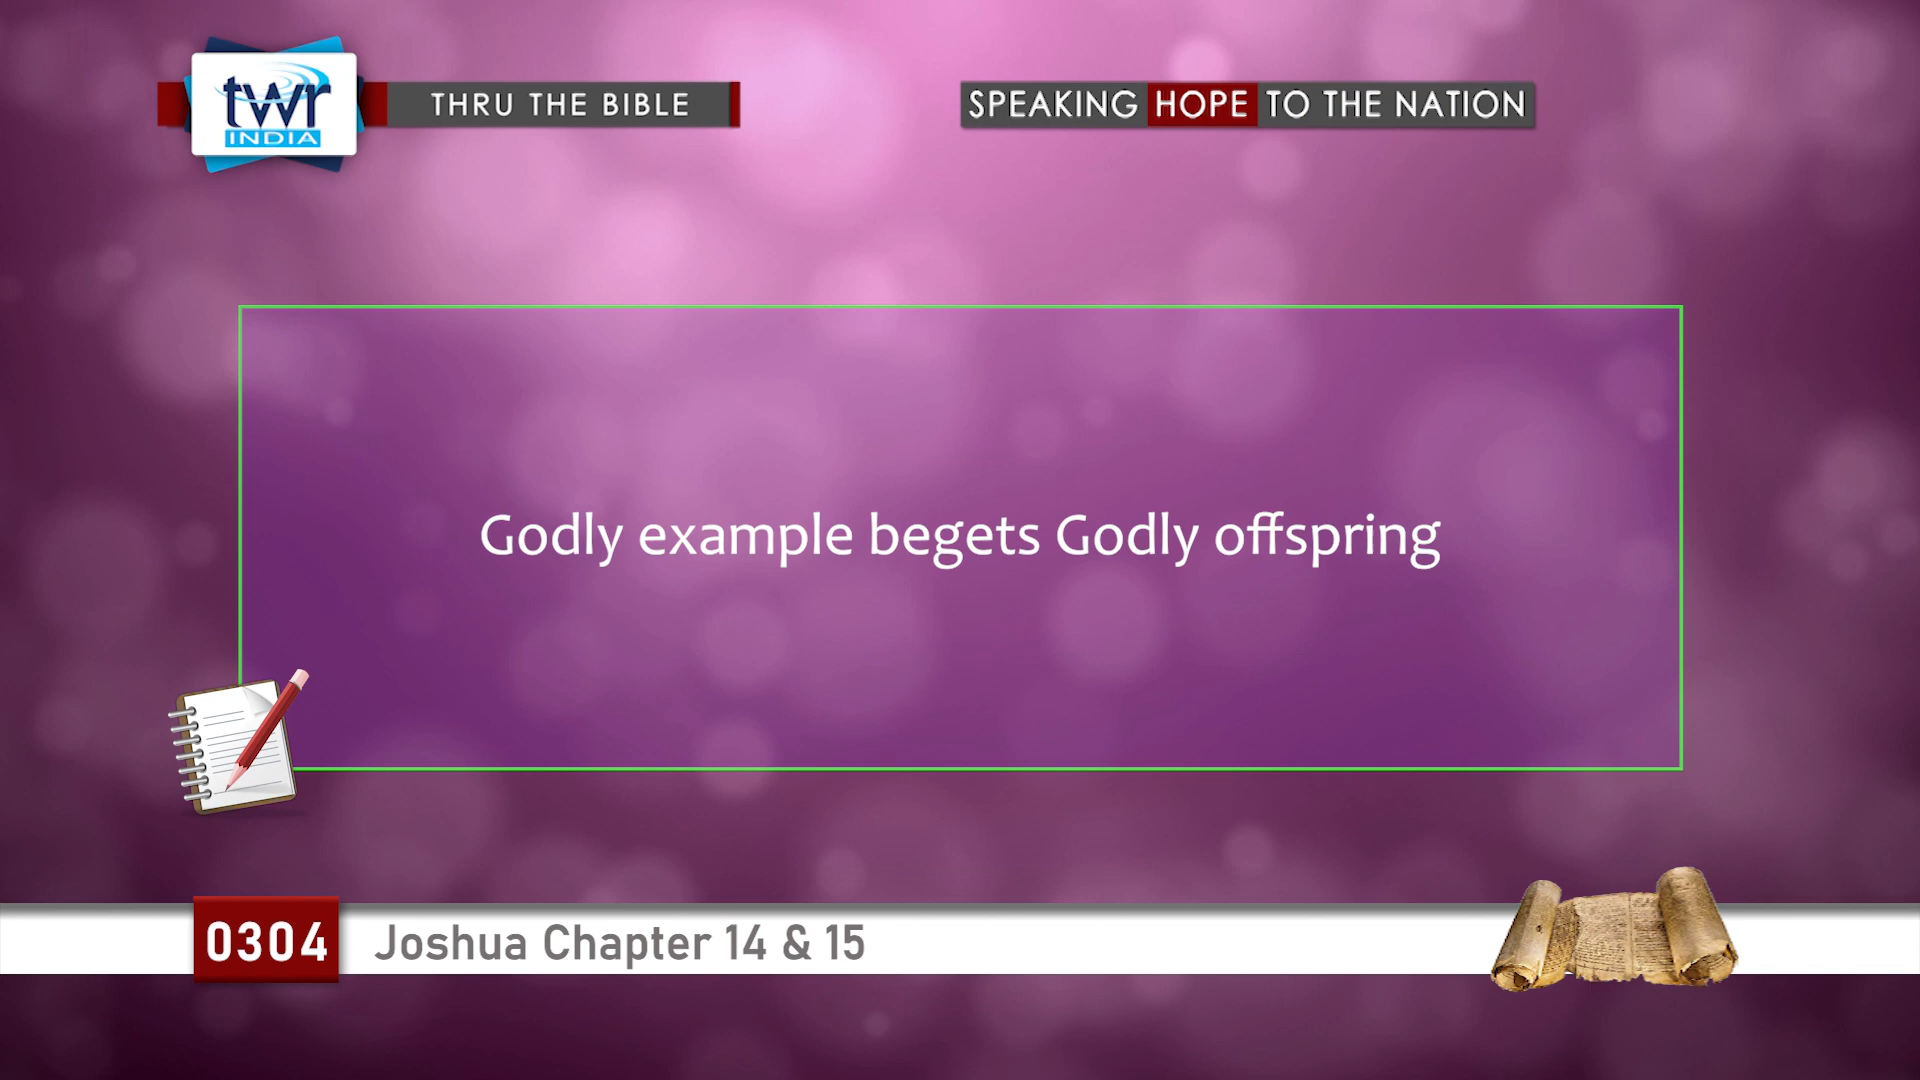 twr
INDIA
THRU THE BIBLE
SPEAKING HOPE TO THE NATION
Godly example begets Godly offspring
0304
Joshua Chapter 14 & 15